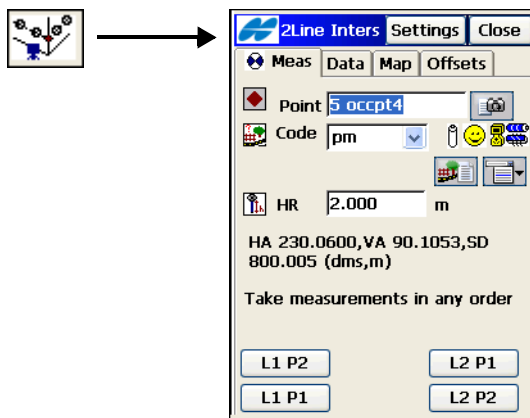 2Line Inters Settings Close
Meas Data Map Offsets
Point 5 occpt4
Code pm
HR 2.000 m
HA 230.0600,VA 90.1053,SD
800.005 (dms,m)
Take measurements in any order
L1 P2 L2 P1
L1 P1 L2 P2